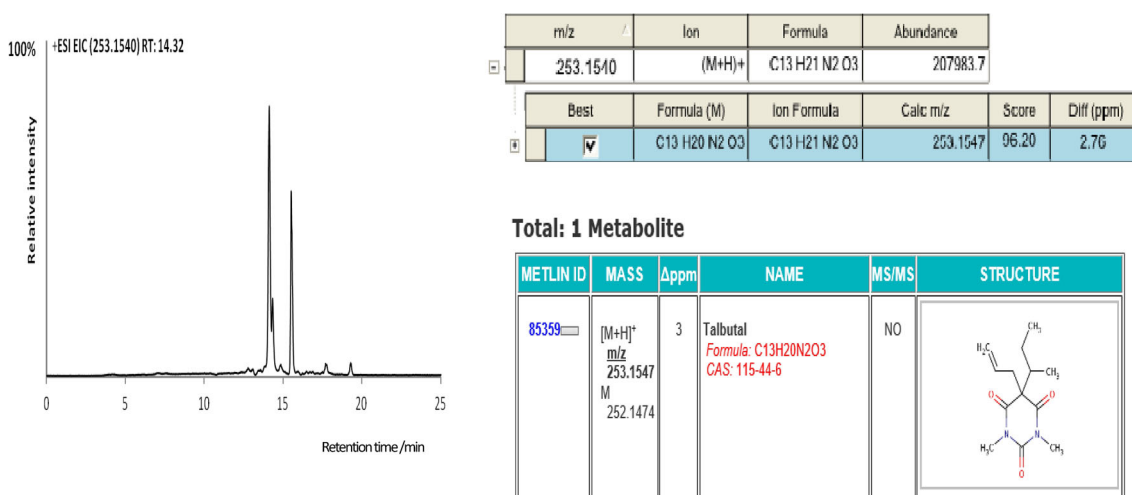 +ESI EIC (253.1540) RT: 14.32
100%
Relative intensity
0 5 10 15 20 25
Retention time /min
m/z Ion Formula Abundance
253.1540 (M+H)+ C13 H21 N2 O3 207983.7
Best Formula (M) Ion Formula Calc m/z Score Diff (ppm)
C13 H20 N2 O3 C13 H21 N2 O3 253.1547 96.20 2.76
Total: 1 Metabolite
METLIN ID MASS Δppm NAME MS/MS STRUCTURE
85359 [M+H]+ 3 Talbutal NO
m/z Formula: C13H20N2O3
253.1547 CAS: 115-44-6
M
252.1474
CH₃
H₂C
CH₃
O O
N N
H₃C CH₃
O